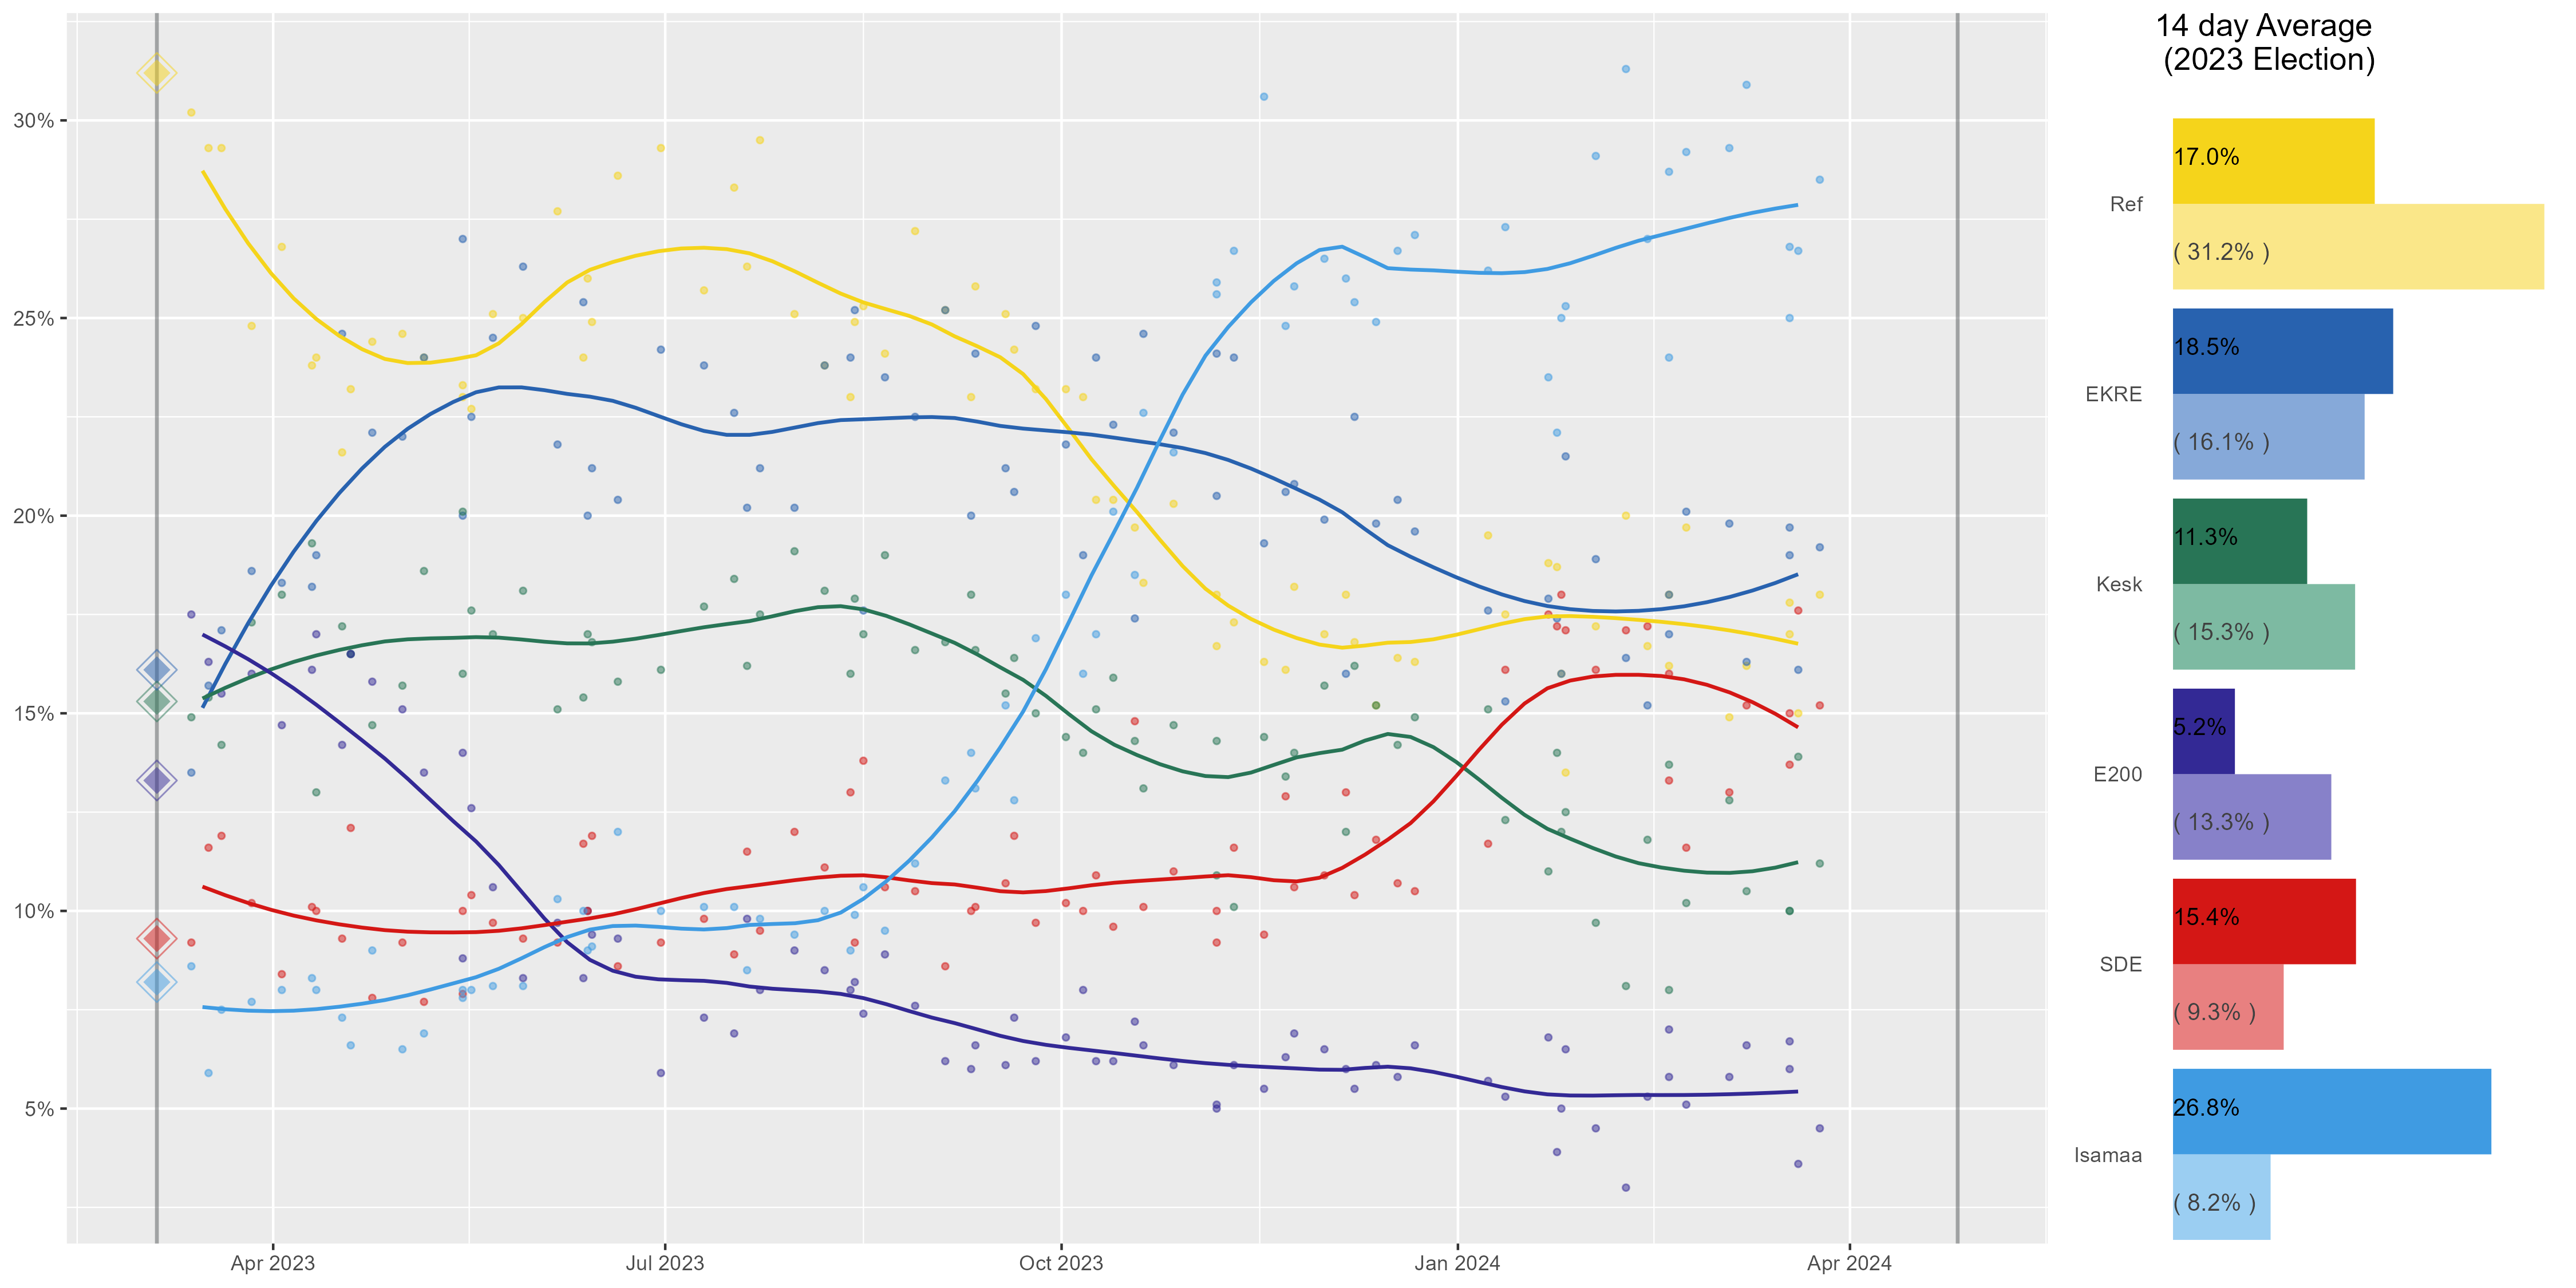 14 day Average
(2023 Election)
30%
25%
20%
15%
10%
5%
Apr 2023
Jul 2023
Oct 2023
Jan 2024
Apr 2024
Ref
17.0%
( 31.2% )
EKRE
18.5%
( 16.1% )
Kesk
11.3%
( 15.3% )
E200
5.2%
( 13.3% )
SDE
15.4%
( 9.3% )
Isamaa
26.8%
( 8.2% )